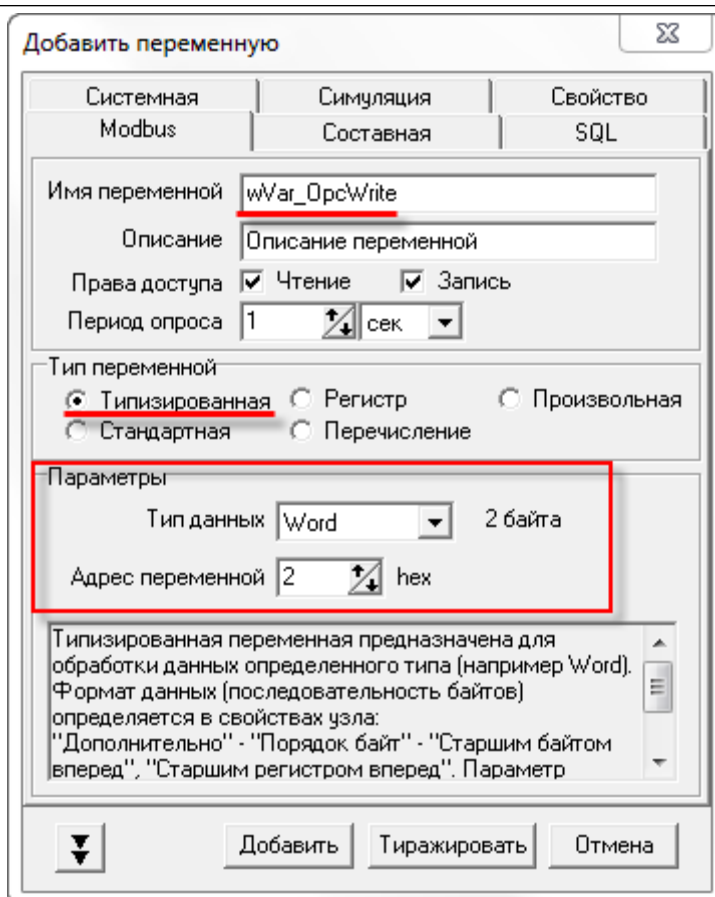 Добавить переменную
Системная Симуляция Свойство
Modbus Составная SQL
Имя переменной wVar_OpcWrite
Описание Описание переменной
Права доступа Чтение Запись
Период опроса 1 сек
Тип переменной
Типизированная Регистр Произвольная
Стандартная Перечисление
Параметры
Тип данных Word 2 байта
Адрес переменной 2 hex
Типизированная переменная предназначена для
обработки данных определенного типа (например Word).
Формат данных (последовательность байтов)
определяется в свойствах узла:
"Дополнительно" - "Порядок байт" - "Старшим байтом
вперед", "Старшим регистром вперед". Параметр
Добавить Тиражировать Отмена